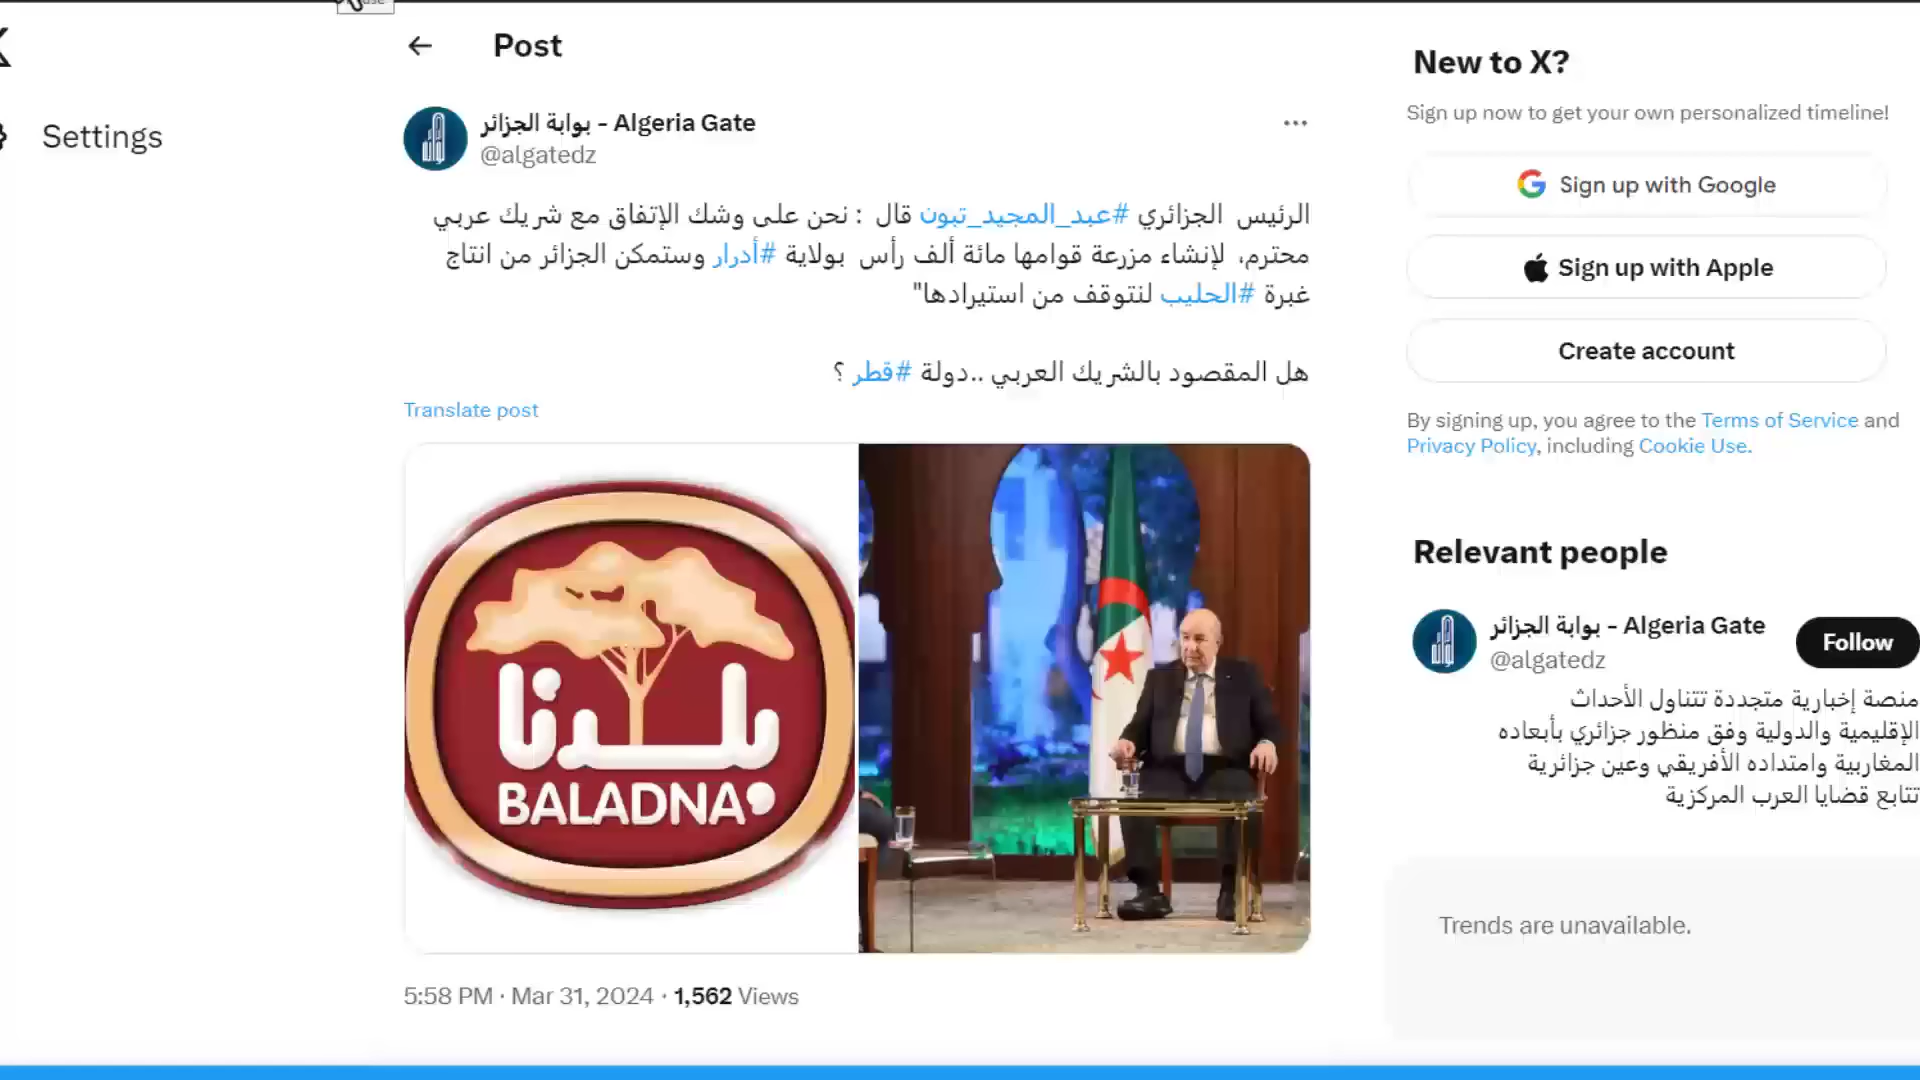 Post
Settings
بوابة الجزائر – Algeria Gate
@algatedz
الرئيس الجزائري #عبد_المجيد_تبون قال : نحن على وشك الإتفاق مع شريك عربي
محترم، لإنشاء مزرعة قوامها مائة ألف رأس بولاية #أدرار وستمكن الجزائر من انتاج
غبرة #الحليب لنتوقف من استيرادها"
هل المقصود بالشريك العربي ..دولة #قطر ؟
Translate post
بلدنا
BALADNA
5:58 PM · Mar 31, 2024 · 1,562 Views
New to X?
Sign up now to get your own personalized timeline!
Sign up with Google
Sign up with Apple
Create account
By signing up, you agree to the Terms of Service and
Privacy Policy, including Cookie Use.
Relevant people
بوابة الجزائر – Algeria Gate
@algatedz
Follow
منصة إخبارية متجددة تتناول الأحداث
الإقليمية والدولية وفق منظور جزائري بأبعاده
المغاربية وامتداده الأفريقي وعين جزائرية
تتابع قضايا العرب المركزية
Trends are unavailable.